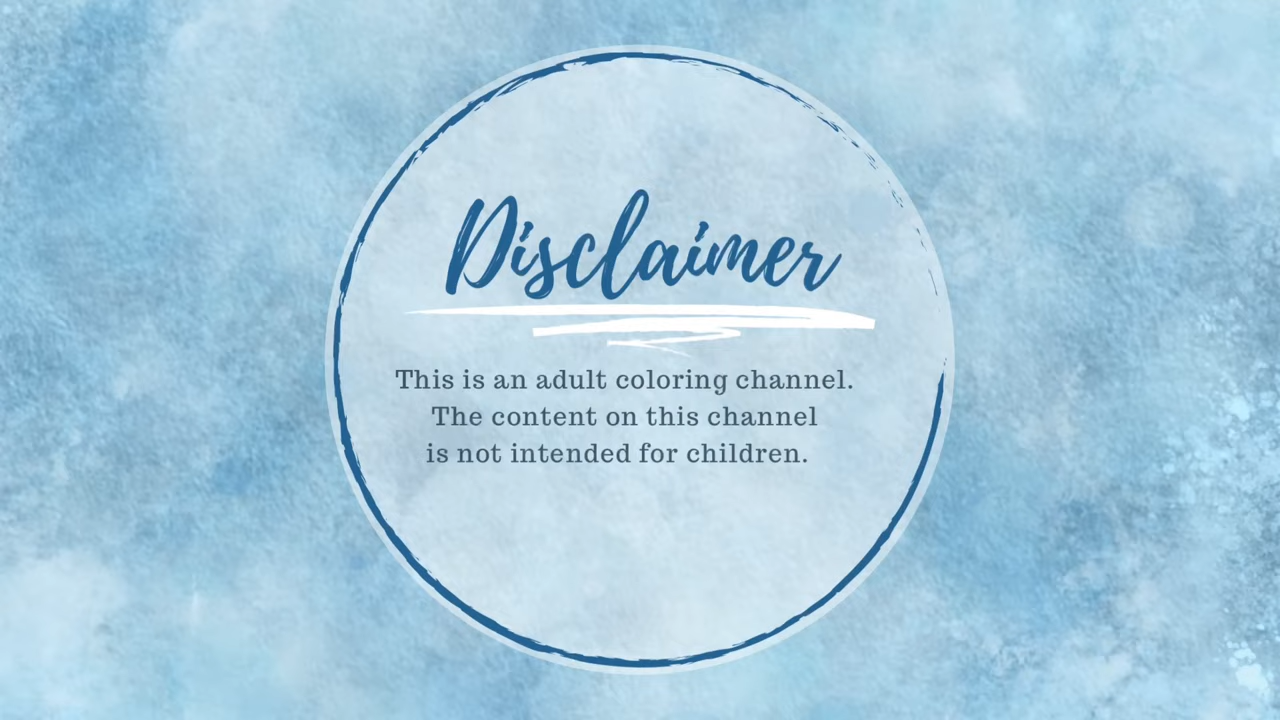 Disclaimer
This is an adult coloring channel.
The content on this channel
is not intended for children.